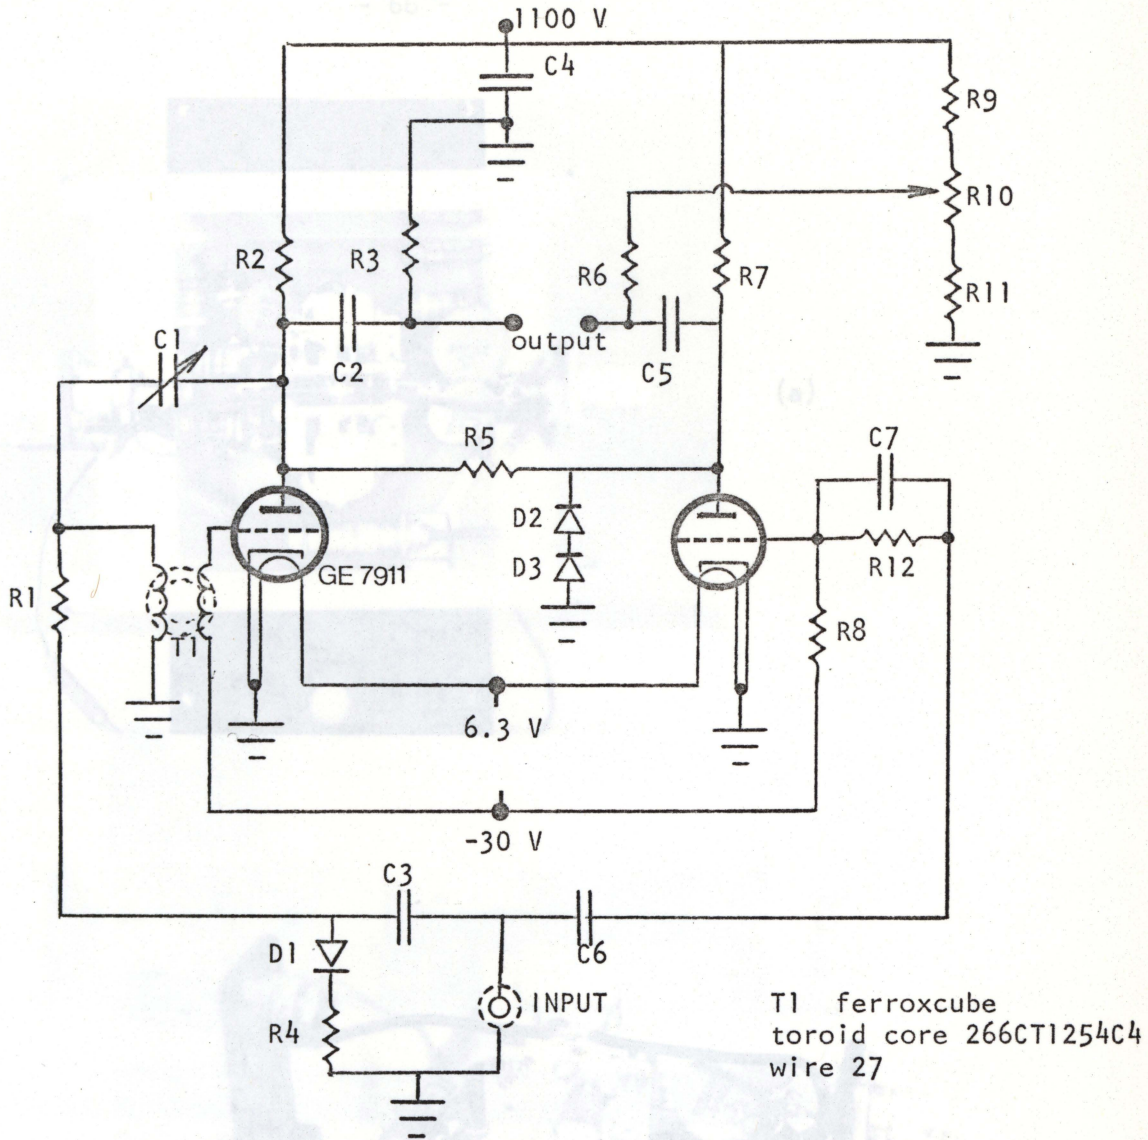 1100 V
C4
R9
R10
R2
R3
R6
R7
R11
C1
output
C2
C5
R5
C7
D2
GE 7911
D3
R12
R1
T1
R8
6.3 V
-30 V
C3
C6
D1
INPUT
R4
T1 ferroxcube
toroid core 266CT1254C4
wire 27
(a)